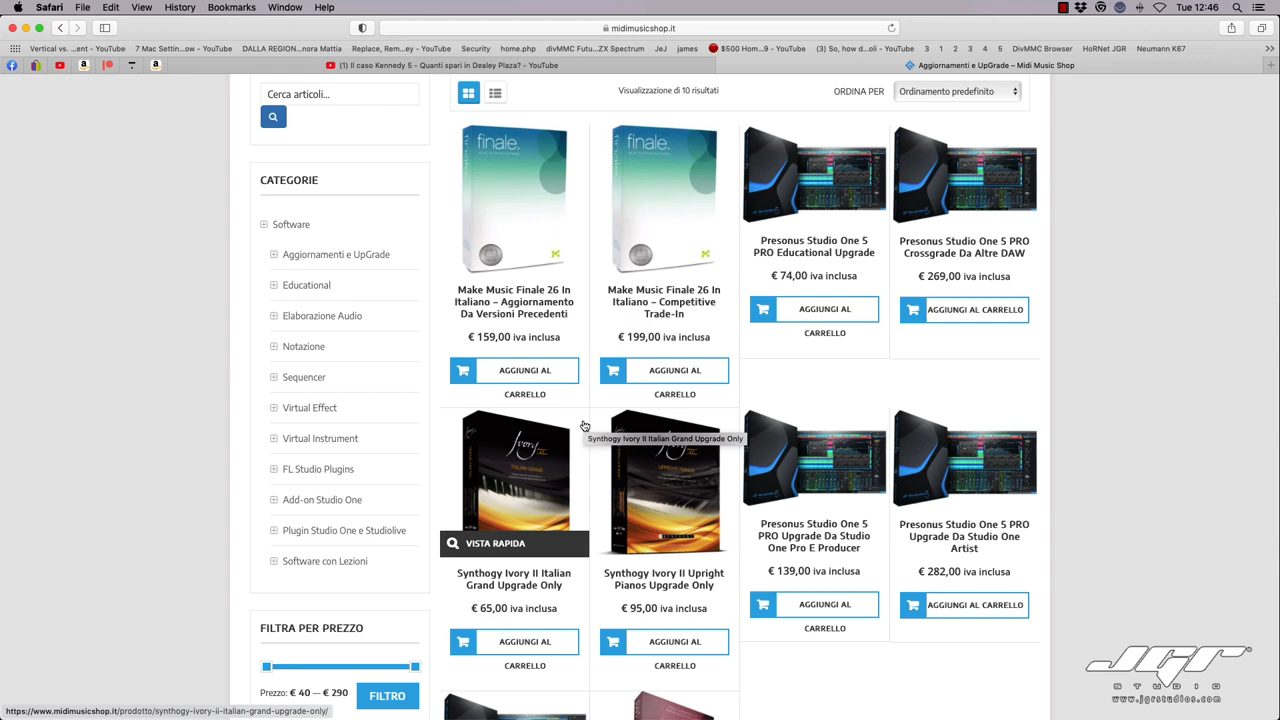 Safari File Edit View History Bookmarks Window Help
Tue 12:46
midimusicshop.it
Vertical vs. ...ent - YouTube 7 Mac Settin...ow - YouTube DALLA REGION...nora Mattia Replace, Rem...ey - YouTube Security home.php divMMC Futu...ZX Spectrum JeJ james $500 Hom...9 - YouTube (3) So, how d...oli - YouTube 3 1 3 4 5 DivMMC Browser HoRNet JGR Neumann K67
(1) Il caso Kennedy 5 - Quanti spari in Dealey Plaza? - YouTube
Aggiornamenti e UpGrade – Midi Music Shop
Cerca articoli...
Visualizzazione di 10 risultati
ORDINA PER
Ordinamento predefinito
CATEGORIE
Software
Aggiornamenti e UpGrade
Educational
Elaborazione Audio
Notazione
Sequencer
Virtual Effect
Virtual Instrument
FL Studio Plugins
Add-on Studio One
Plugin Studio One e Studiolive
Software con Lezioni
FILTRA PER PREZZO
Prezzo: € 40 — € 290
FILTRO
finale.
Make Music Finale 26 In
Italiano – Aggiornamento
Da Versioni Precedenti
€ 159,00 iva inclusa
AGGIUNGI AL
CARRELLO
finale.
Make Music Finale 26 In
Italiano – Competitive
Trade-In
€ 199,00 iva inclusa
AGGIUNGI AL
CARRELLO
Presonus Studio One 5
PRO Educational Upgrade
€ 74,00 iva inclusa
AGGIUNGI AL
CARRELLO
Presonus Studio One 5 PRO
Crossgrade Da Altre DAW
€ 269,00 iva inclusa
AGGIUNGI AL CARRELLO
Ivory II
ITALIAN GRAND
VISTA RAPIDA
Synthogy Ivory II Italian
Grand Upgrade Only
€ 65,00 iva inclusa
AGGIUNGI AL
CARRELLO
Synthogy Ivory II Italian Grand Upgrade Only
UPRIGHT PIANOS
SYNTHOGY
Synthogy Ivory II Upright
Pianos Upgrade Only
€ 95,00 iva inclusa
AGGIUNGI AL
CARRELLO
Presonus Studio One 5
PRO Upgrade Da Studio
One Pro E Producer
€ 139,00 iva inclusa
AGGIUNGI AL
CARRELLO
Presonus Studio One 5 PRO
Upgrade Da Studio One
Artist
€ 282,00 iva inclusa
AGGIUNGI AL CARRELLO
JGR
STUDIO
www.jgrstudios.com
https://www.midimusicshop.it/prodotto/synthogy-ivory-ii-italian-grand-upgrade-only/